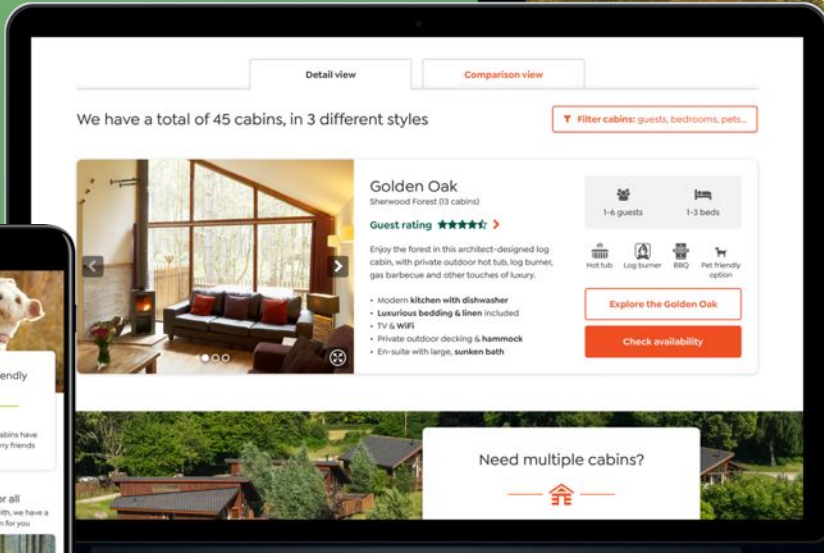 Detail view
Comparison view
We have a total of 45 cabins, in 3 different styles
Filter cabins: guests, bedrooms, pets...
Golden Oak
Sherwood Forest (13 cabins)
Guest rating
Enjoy the forest in this architect-designed log
cabin, with private outdoor hot tub, log burner,
gas barbecue and other touches of luxury.
• Modern kitchen with dishwasher
• Luxurious bedding & linen included
• TV & WiFi
• Private outdoor decking & hammock
• En-suite with large, sunken bath
1-6 guests
1-3 beds
Hot tub
Log burner
BBQ
Pet friendly
option
Explore the Golden Oak
Check availability
Need multiple cabins?
endly
abins have
rry friends
or all
ith, we have a
n for you